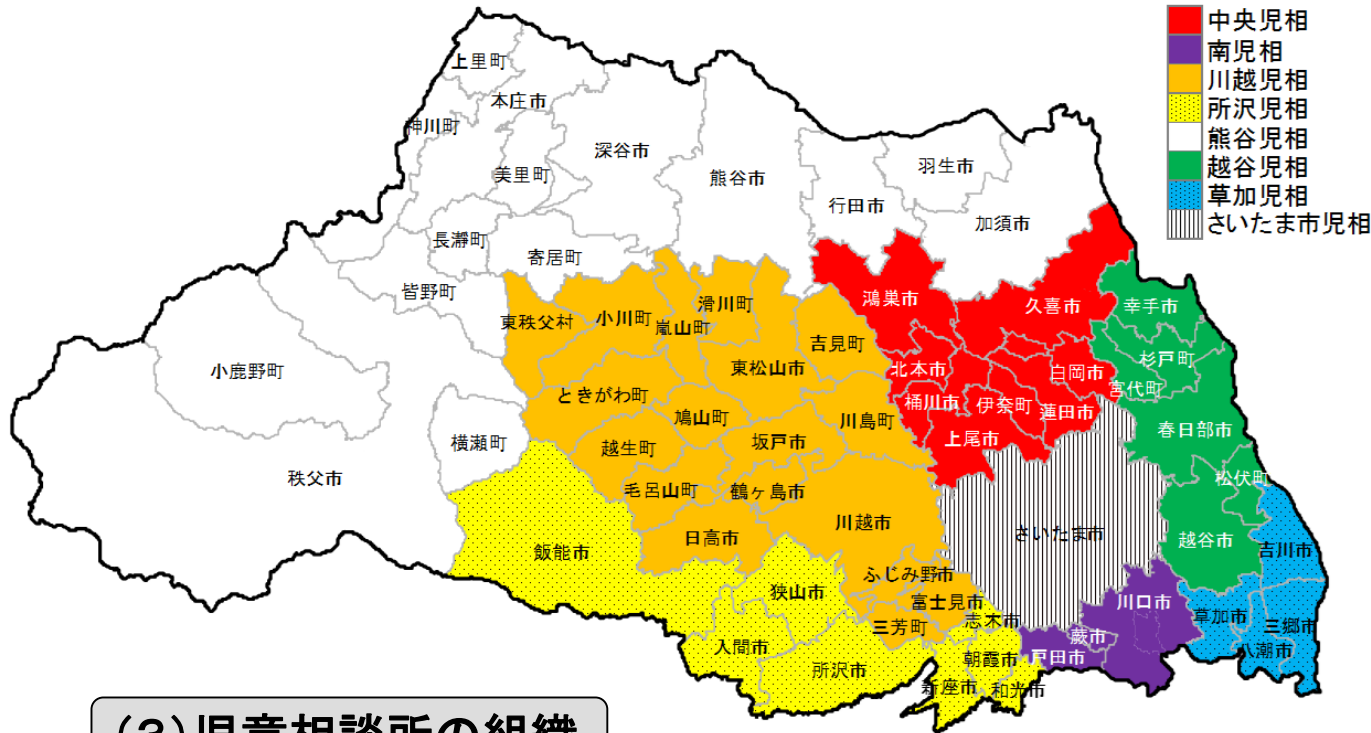 中央児相
南児相
川越児相
所沢児相
熊谷児相
越谷児相
草加児相
さいたま市児相
上里町
本庄市
神川町
深谷市
美里町
熊谷市
羽生市
行田市
加須市
長瀞町
寄居町
皆野町
東秩父村
小川町
嵐山町
滑川町
吉見町
鴻巣市
久喜市
幸手市
小鹿野町
東松山市
北本市
白岡市
杉戸町
宮代町
ときがわ町
鳩山町
川島町
桶川市
伊奈町
蓮田市
横瀬町
越生町
坂戸市
上尾市
春日部市
秩父市
毛呂山町
鶴ヶ島市
松伏町
川越市
さいたま市
日高市
越谷市
吉川市
飯能市
ふじみ野市
狭山市
富士見市
志木市
三芳町
川口市
草加市
三郷市
蕨市
戸田市
八潮市
入間市
所沢市
朝霞市
新座市
和光市
(3)児童相談所の組織